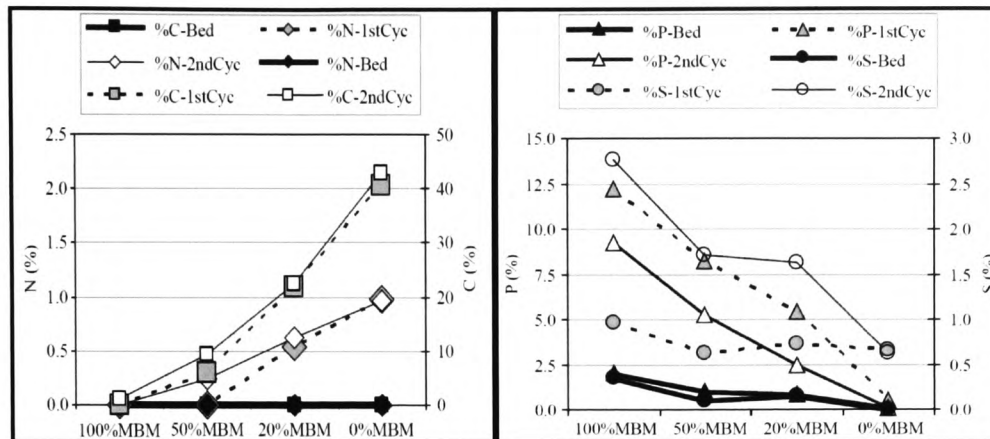 %C-Bed %N-1stCyc
%N-2ndCyc %N-Bed
%C-1stCyc %C-2ndCyc
N (%)
2.5
2.0
1.5
1.0
0.5
0.0
50
40
30
20
10
0
C (%)
100%MBM 50%MBM 20%MBM 0%MBM
%P-Bed %P-1stCyc
%P-2ndCyc %S-Bed
%S-1stCyc %S-2ndCyc
P (%)
15.0
12.5
10.0
7.5
5.0
2.5
0.0
3.0
2.5
2.0
1.5
1.0
0.5
0.0
S (%)
100%MBM 50%MBM 20%MBM 0%MBM